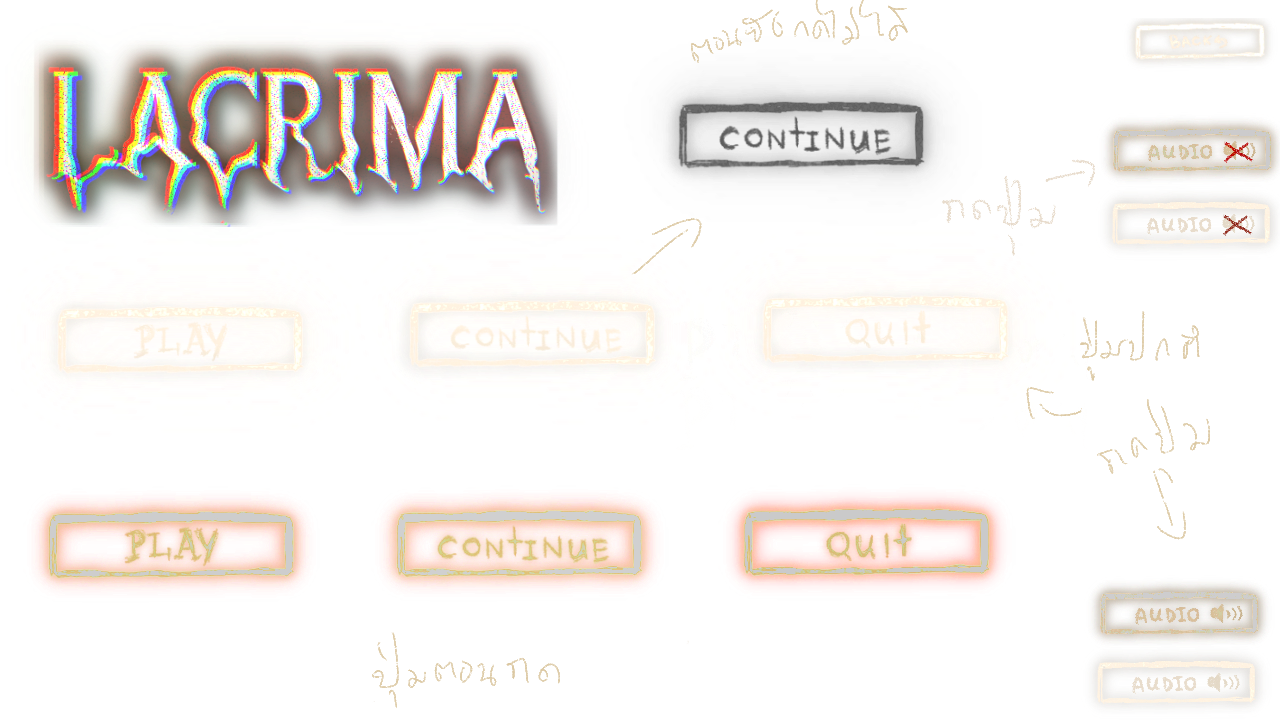 ตอนยังกดไม่ได้
LACRIMA
CONTINUE
AUDIO
กดปุ่ม
AUDIO
PLAY
CONTINUE
QUIT
ปุ่มปกติ
กดปุ่ม
PLAY
CONTINUE
QUIT
AUDIO
ปุ่มตอนกด
AUDIO